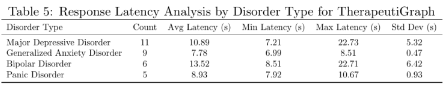 Table 5: Response Latency Analysis by Disorder Type for TherapeutiGraph
Disorder Type Count Avg Latency (s) Min Latency (s) Max Latency (s) Std Dev (s)
Major Depressive Disorder 11 10.89 7.21 22.73 5.32
Generalized Anxiety Disorder 9 7.78 6.99 8.51 0.47
Bipolar Disorder 6 13.52 8.51 22.71 6.42
Panic Disorder 5 8.93 7.92 10.67 0.93